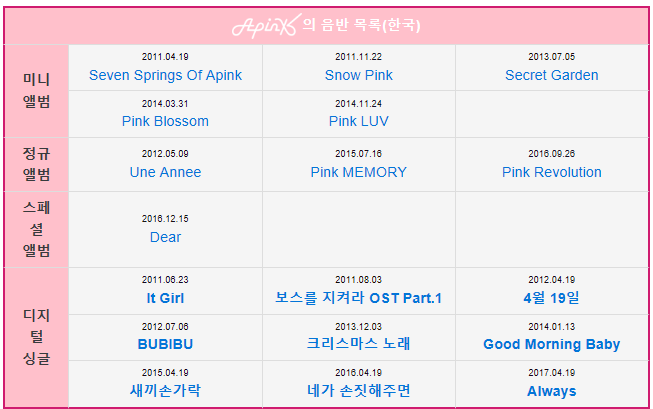 Apink의 음반 목록(한국)
미니
앨범
2011.04.19
Seven Springs Of Apink
2011.11.22
Snow Pink
2013.07.05
Secret Garden
2014.03.31
Pink Blossom
2014.11.24
Pink LUV
정규
앨범
2012.05.09
Une Annee
2015.07.16
Pink MEMORY
2016.09.26
Pink Revolution
스페
셜
앨범
2016.12.15
Dear
디지
털
싱글
2011.06.23
It Girl
2011.08.03
보스를 지켜라 OST Part.1
2012.04.19
4월 19일
2012.07.06
BUBIBU
2013.12.03
크리스마스 노래
2014.01.13
Good Morning Baby
2015.04.19
새끼손가락
2016.04.19
네가 손짓해주면
2017.04.19
Always